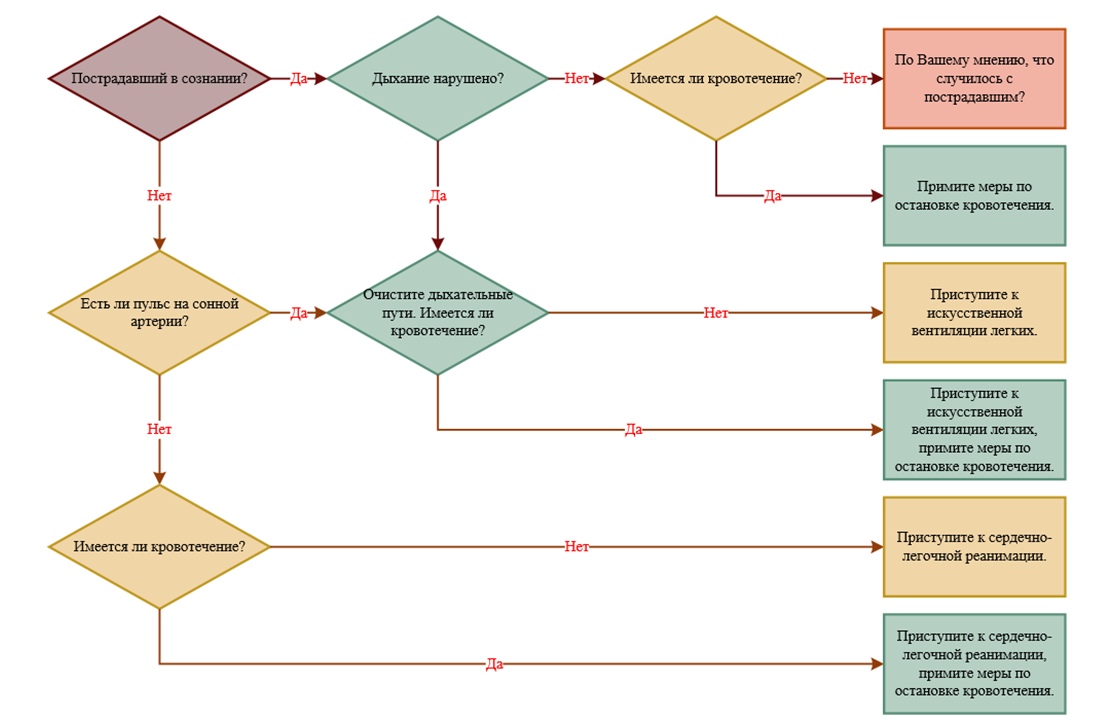 Пострадавший в сознании?
Да
Дыхание нарушено?
Нет
Имеется ли кровотечение?
Нет
По Вашему мнению, что
случилось с
пострадавшим?
Нет
Да
Да
Примите меры по
остановке кровотечения.
Есть ли пульс на сонной
артерии?
Да
Очистите дыхательные
пути. Имеется ли
кровотечение?
Нет
Приступите к
искусственной
вентиляции легких.
Нет
Да
Приступите к
искусственной
вентиляции легких,
примите меры по
остановке кровотечения.
Имеется ли кровотечение?
Нет
Приступите к сердечно-
легочной реанимации.
Да
Приступите к сердечно-
легочной реанимации,
примите меры по
остановке кровотечения.